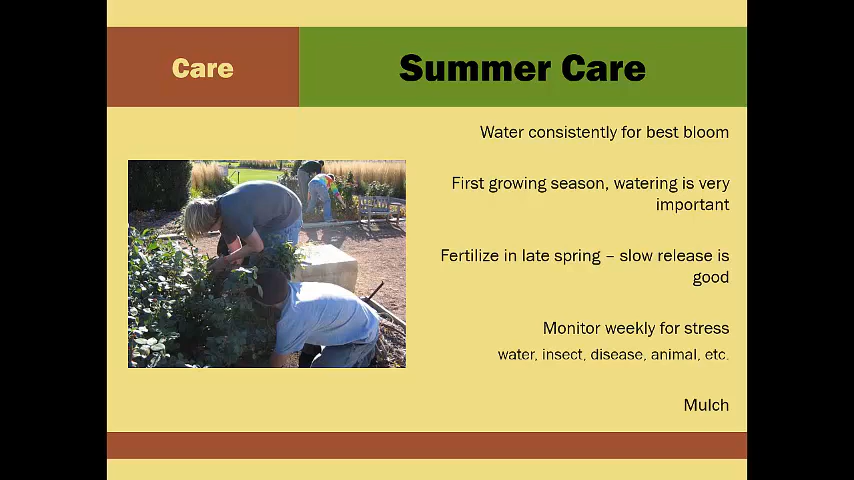 Care
Summer Care
Water consistently for best bloom
First growing season, watering is very
important
Fertilize in late spring – slow release is
good
Monitor weekly for stress
water, insect, disease, animal, etc.
Mulch